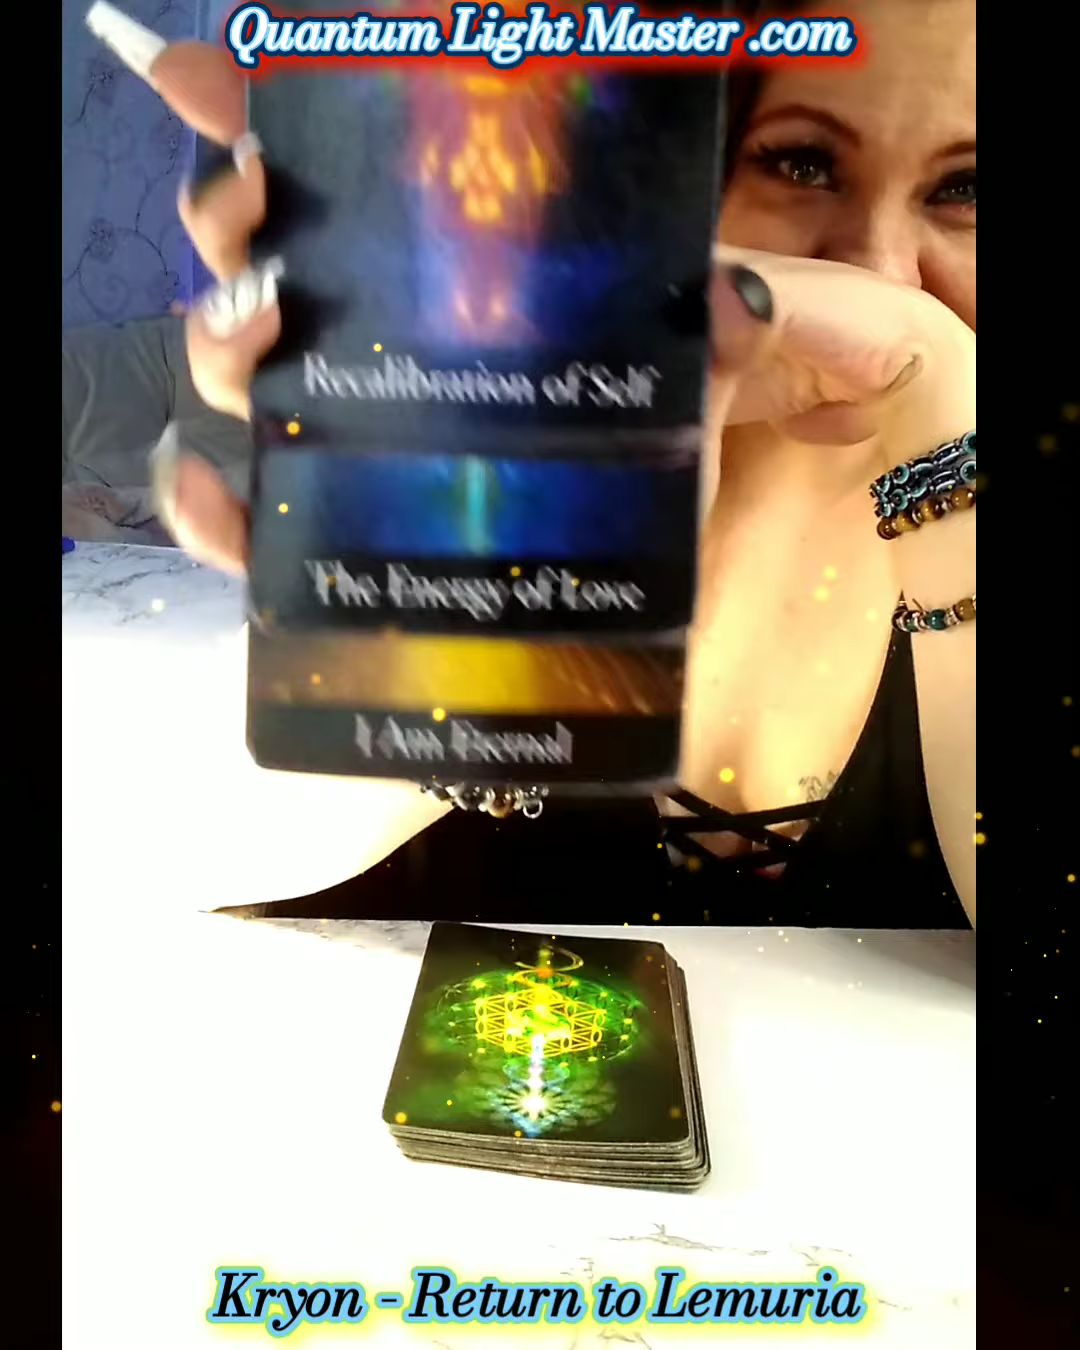 Quantum Light Master .com
Recalibration of Self
The Energy of Love
I Am Eternal
Kryon - Return to Lemuria